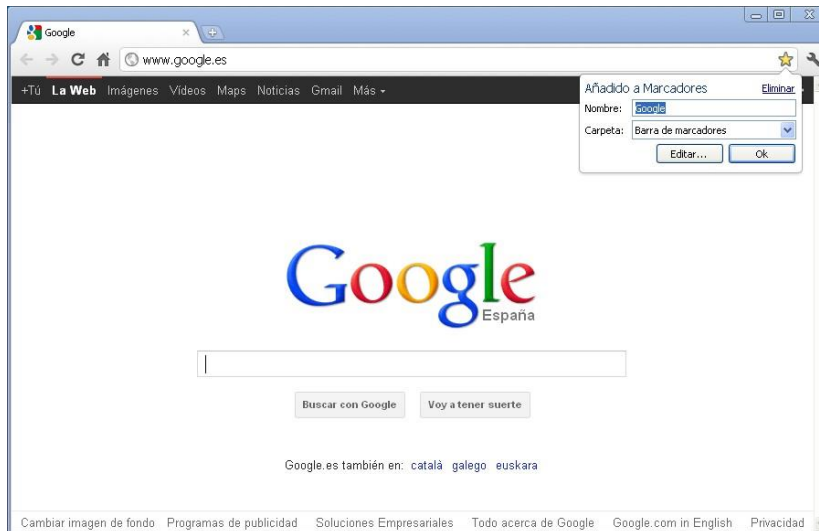 Google
www.google.es
+Tú La Web Imágenes Vídeos Maps Noticias Gmail Más
Añadido a Marcadores Eliminar
Nombre: Google
Carpeta: Barra de marcadores
Editar... Ok
Google
España
Buscar con Google Voy a tener suerte
Google.es también en: català galego euskara
Cambiar imagen de fondo Programas de publicidad Soluciones Empresariales Todo acerca de Google Google.com in English Privacidad